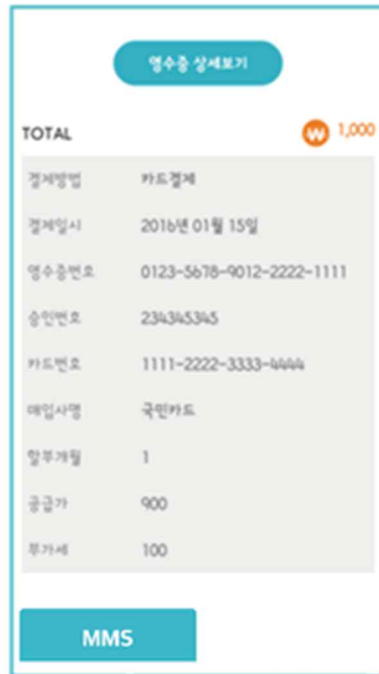 영수증 상세보기
TOTAL ₩ 1,000
결제방법 카드결제
결제일시 2016년 01월 15일
영수증번호 0123-5678-9012-2222-1111
승인번호 234345345
카드번호 1111-2222-3333-4444
매입사명 국민카드
할부개월 1
공급가 900
부가세 100
MMS